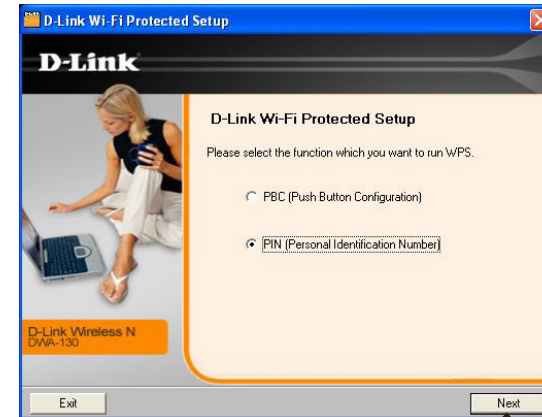 D-Link Wi-Fi Protected Setup
D-Link
D-Link Wi-Fi Protected Setup
Please select the function which you want to run WPS.
PBC (Push Button Configuration)
PIN (Personal Identification Number)
D-Link Wireless N
DWA-130
Exit
Next